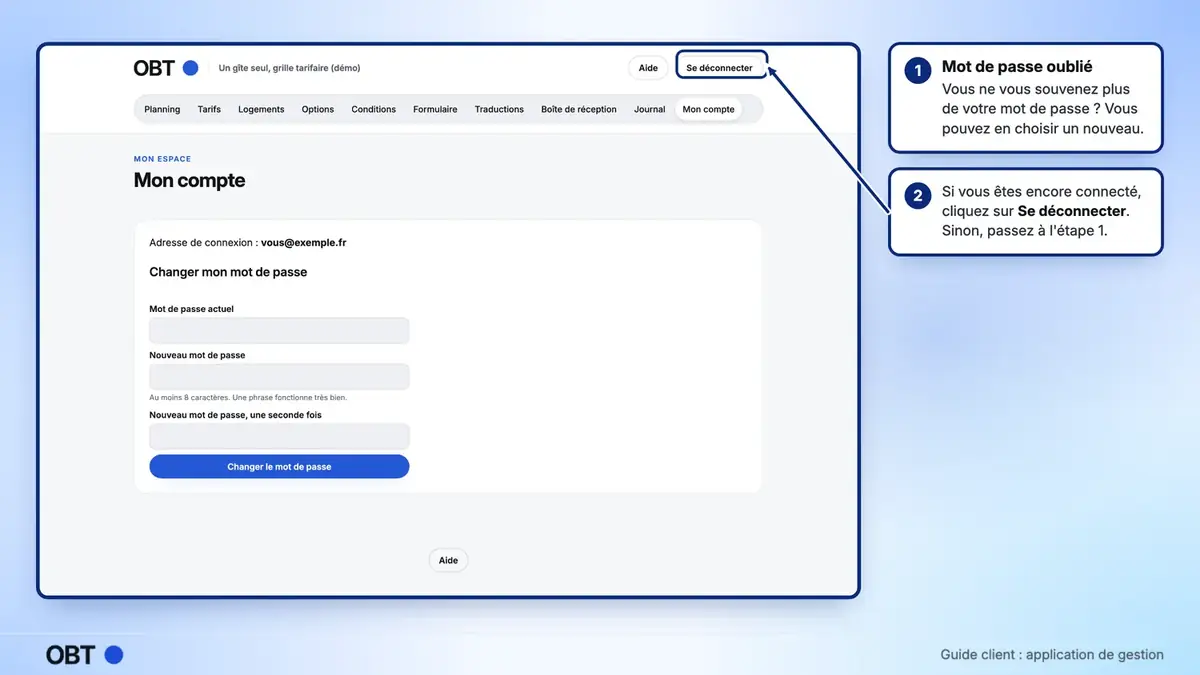 OBT
Un gîte seul, grille tarifaire (démo)
Aide
Se déconnecter
Planning
Tarifs
Logements
Options
Conditions
Formulaire
Traductions
Boîte de réception
Journal
Mon compte
MON ESPACE
Mon compte
Adresse de connexion : vous@exemple.fr
Changer mon mot de passe
Mot de passe actuel
Nouveau mot de passe
Au moins 8 caractères. Une phrase fonctionne très bien.
Nouveau mot de passe, une seconde fois
Changer le mot de passe
Aide
1
Mot de passe oublié
Vous ne vous souvenez plus
de votre mot de passe ? Vous
pouvez en choisir un nouveau.
2
Si vous êtes encore connecté,
cliquez sur Se déconnecter.
Sinon, passez à l'étape 1.
OBT
Guide client : application de gestion